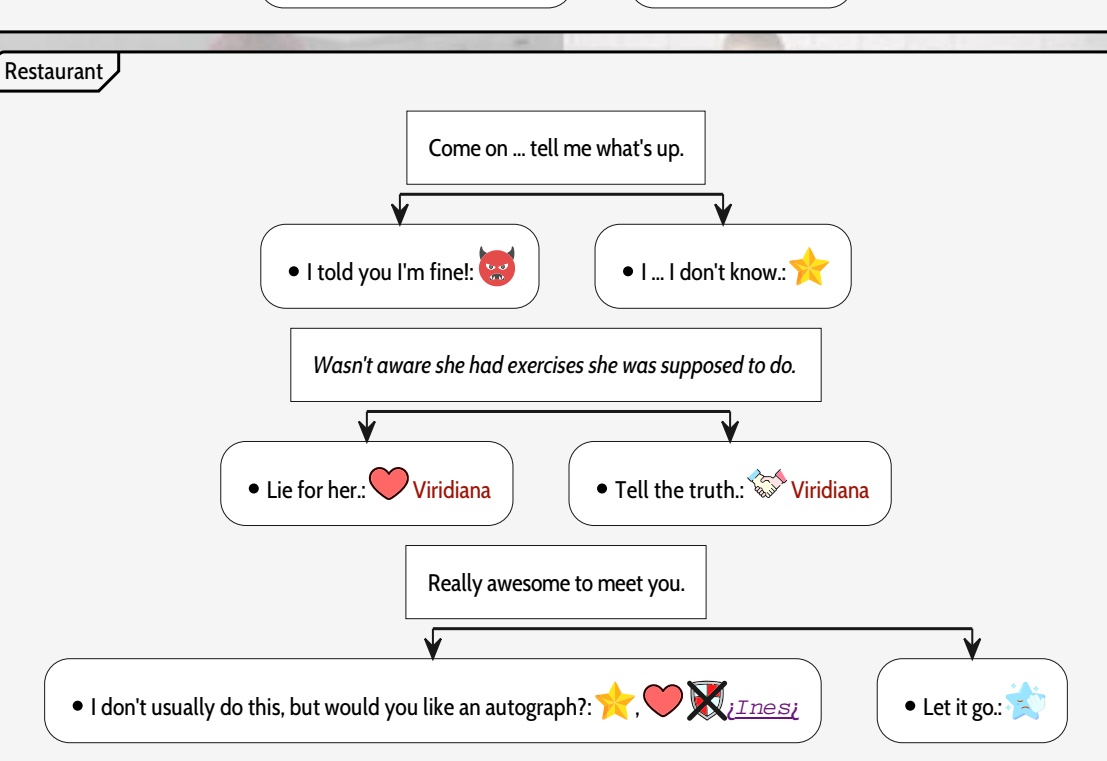 Restaurant
Come on ... tell me what's up.
• I told you I'm fine!:
• I ... I don't know.:
Wasn't aware she had exercises she was supposed to do.
• Lie for her.: Viridiana
• Tell the truth.: Viridiana
Really awesome to meet you.
• I don't usually do this, but would you like an autograph?: , ¿Ines¿
• Let it go.: